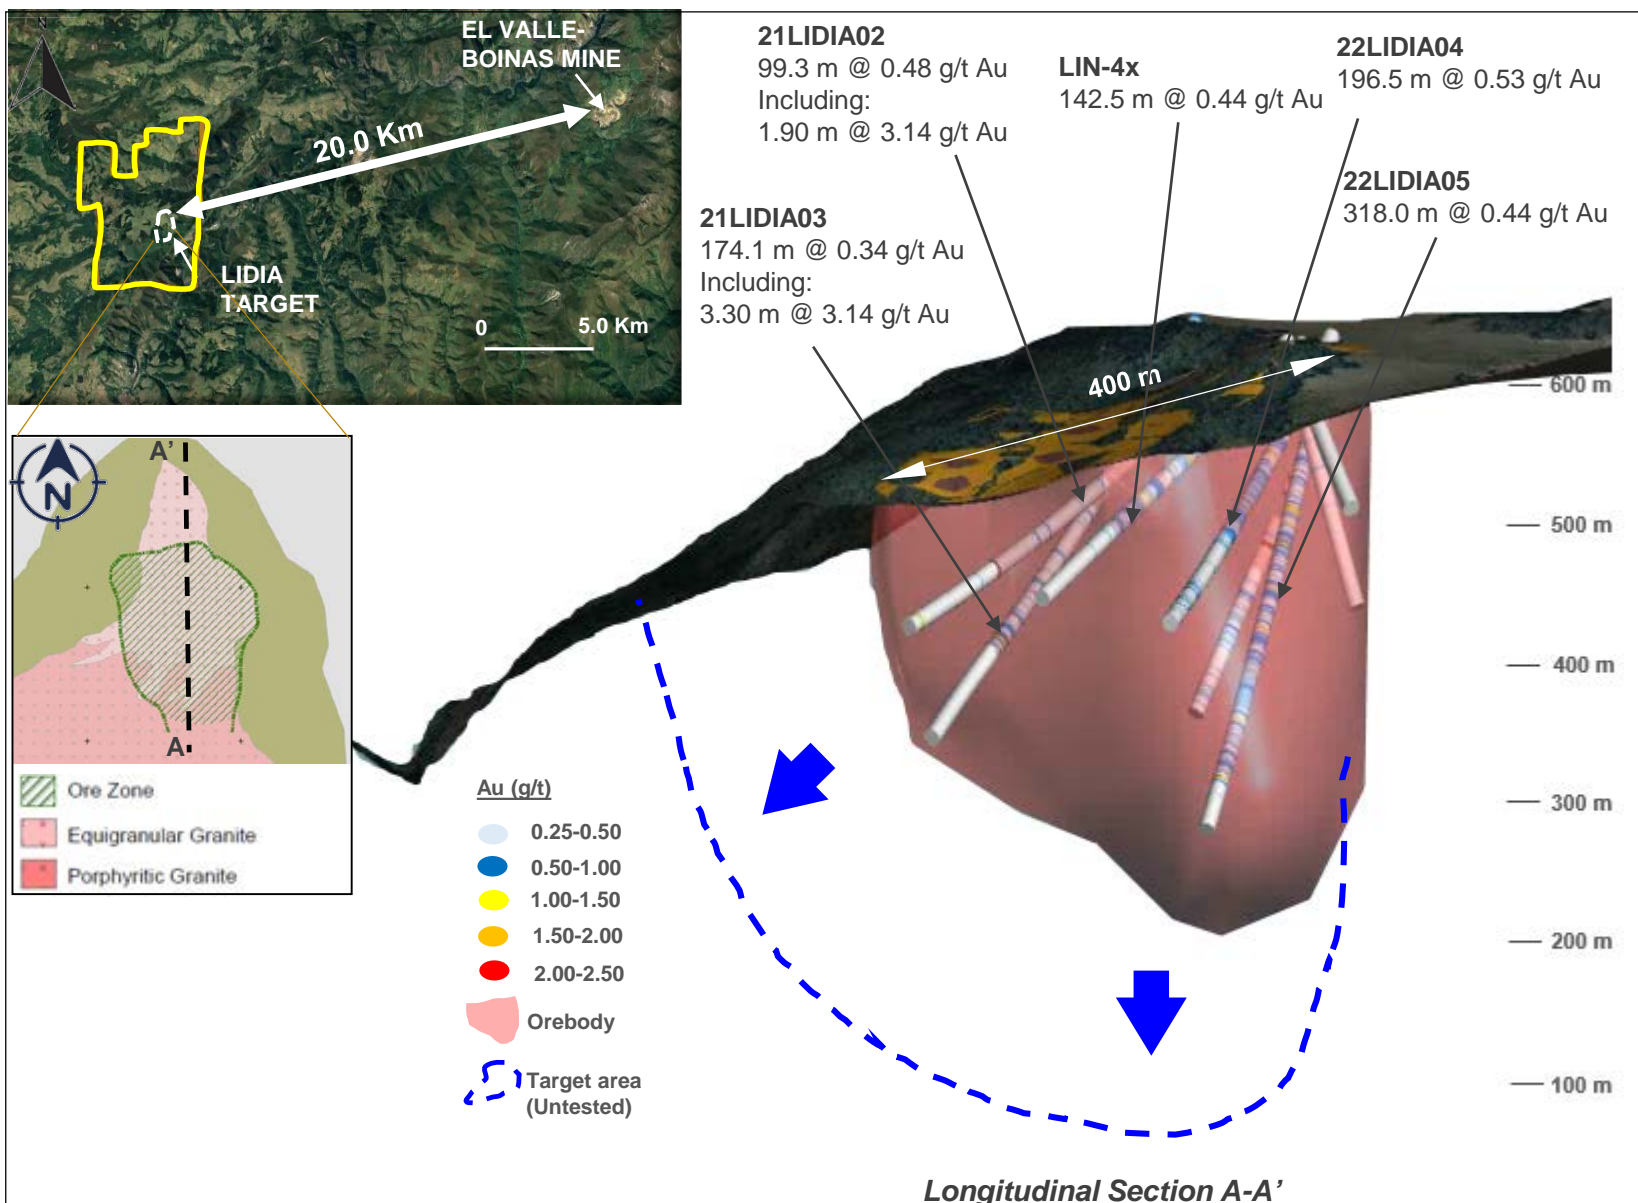 N
EL VALLE-
BOINAS MINE
20.0 Km
LIDIA
TARGET
0 5.0 Km
21LIDIA02
99.3 m @ 0.48 g/t Au
Including:
1.90 m @ 3.14 g/t Au
LIN-4x
142.5 m @ 0.44 g/t Au
22LIDIA04
196.5 m @ 0.53 g/t Au
22LIDIA05
318.0 m @ 0.44 g/t Au
21LIDIA03
174.1 m @ 0.34 g/t Au
Including:
3.30 m @ 3.14 g/t Au
400 m
600 m
500 m
400 m
300 m
200 m
100 m
A'
N
A
Ore Zone
Equigranular Granite
Porphyritic Granite
Au (g/t)
0.25-0.50
0.50-1.00
1.00-1.50
1.50-2.00
2.00-2.50
Orebody
Target area
(Untested)
Longitudinal Section A-A'